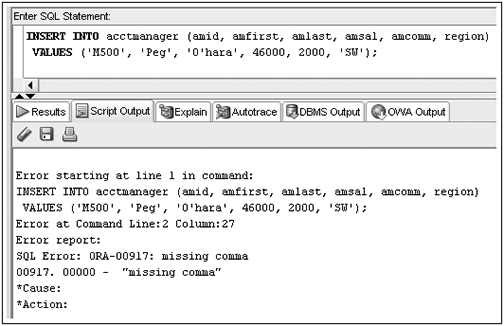 Enter SQL Statement:
INSERT INTO acctmanager (amid, amfirst, amlast, amsal, amcomm, region)
VALUES ('M500', 'Peg', 'O'hara', 46000, 2000, 'SW');
Results Script Output Explain Autotrace DBMS Output OWA Output
Error starting at line 1 in command:
INSERT INTO acctmanager (amid, amfirst, amlast, amsal, amcomm, region)
VALUES ('M500', 'Peg', 'O'hara', 46000, 2000, 'SW');
Error at Command Line:2 Column:27
Error report:
SQL Error: ORA-00917: missing comma
00917. 00000 - "missing comma"
*Cause:
*Action: